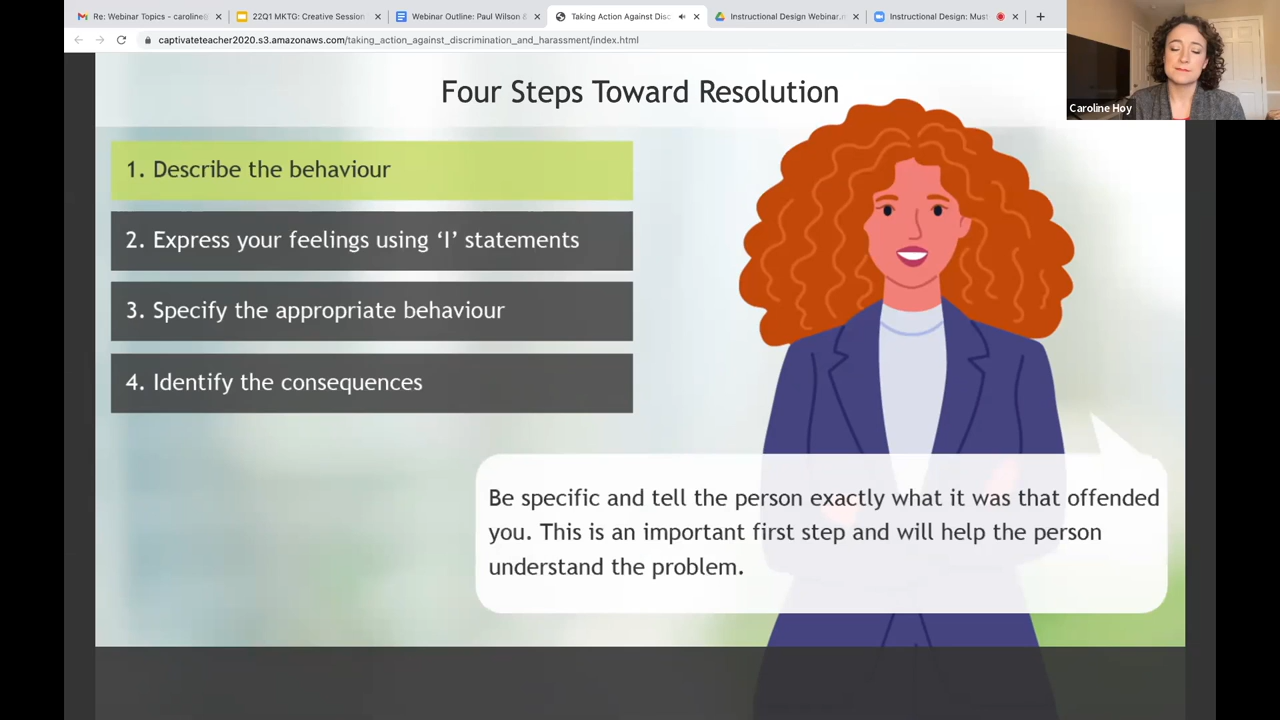 Re: Webinar Topics - caroline@
22Q1 MKTG: Creative Session
Webinar Outline: Paul Wilson &
Taking Action Against Disc
Instructional Design Webinar.m
Instructional Design: Must
captivateteacher2020.s3.amazonaws.com/taking_action_against_discrimination_and_harassment/index.html
Caroline Hoy
Four Steps Toward Resolution
1. Describe the behaviour
2. Express your feelings using ‘I’ statements
3. Specify the appropriate behaviour
4. Identify the consequences
Be specific and tell the person exactly what it was that offended
you. This is an important first step and will help the person
understand the problem.